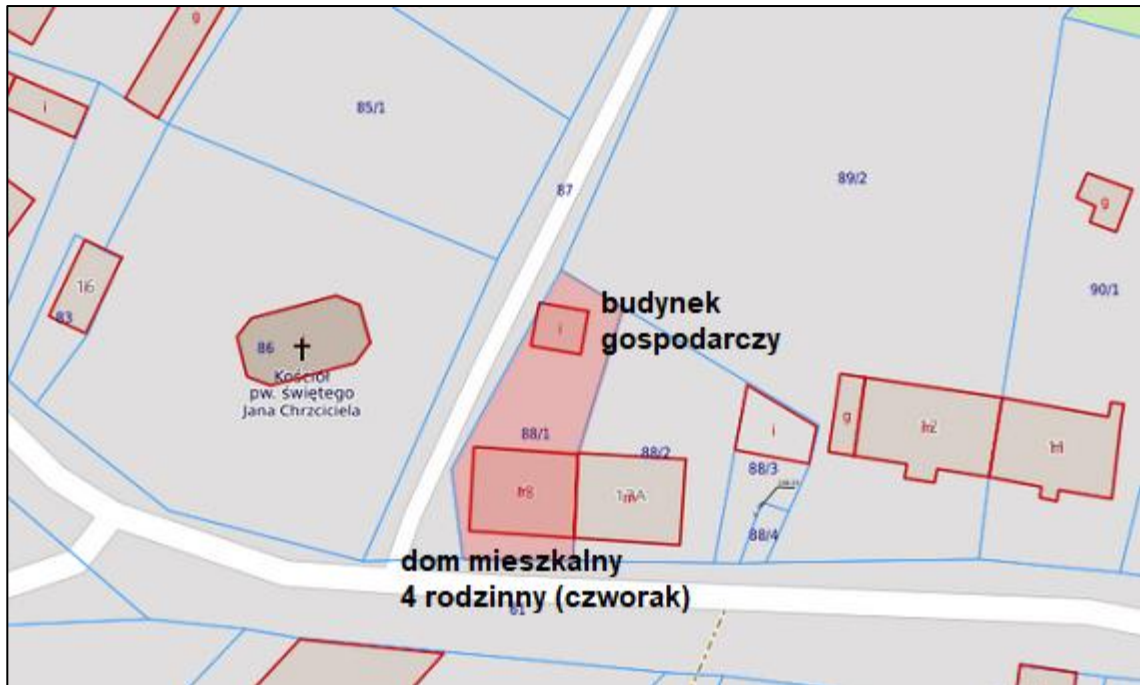 g
i
85/1
87
89/2
g
90/1
16
83
86
Kościół
pw. świętego
Jana Chrzciciela
i
budynek
gospodarczy
88/1
88/2
i
88/3
88/4
g
dom mieszkalny
4 rodzinny (czworak)